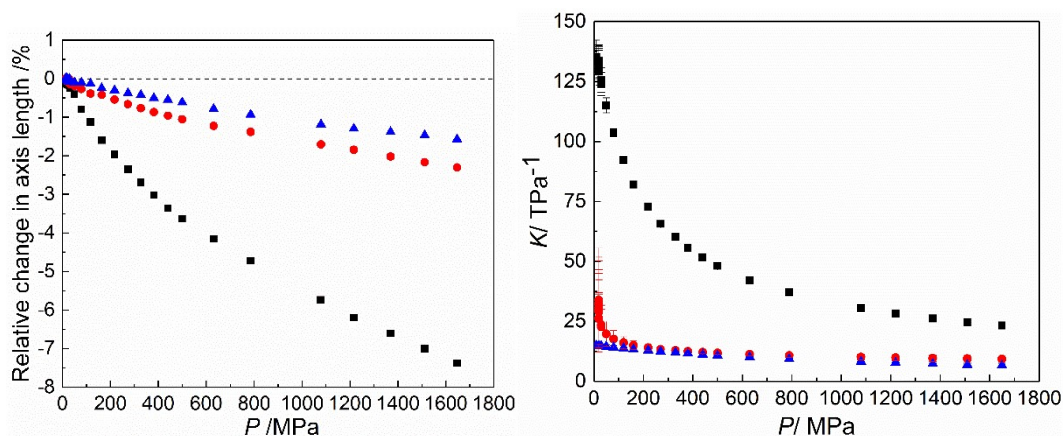 Relative change in axis length /%
1
0
-1
-2
-3
-4
-5
-6
-7
-8
0 200 400 600 800 1000 1200 1400 1600 1800
P /MPa
K/ TPa⁻¹
150
125
100
75
50
25
0
0 200 400 600 800 1000 1200 1400 1600 1800
P/ MPa